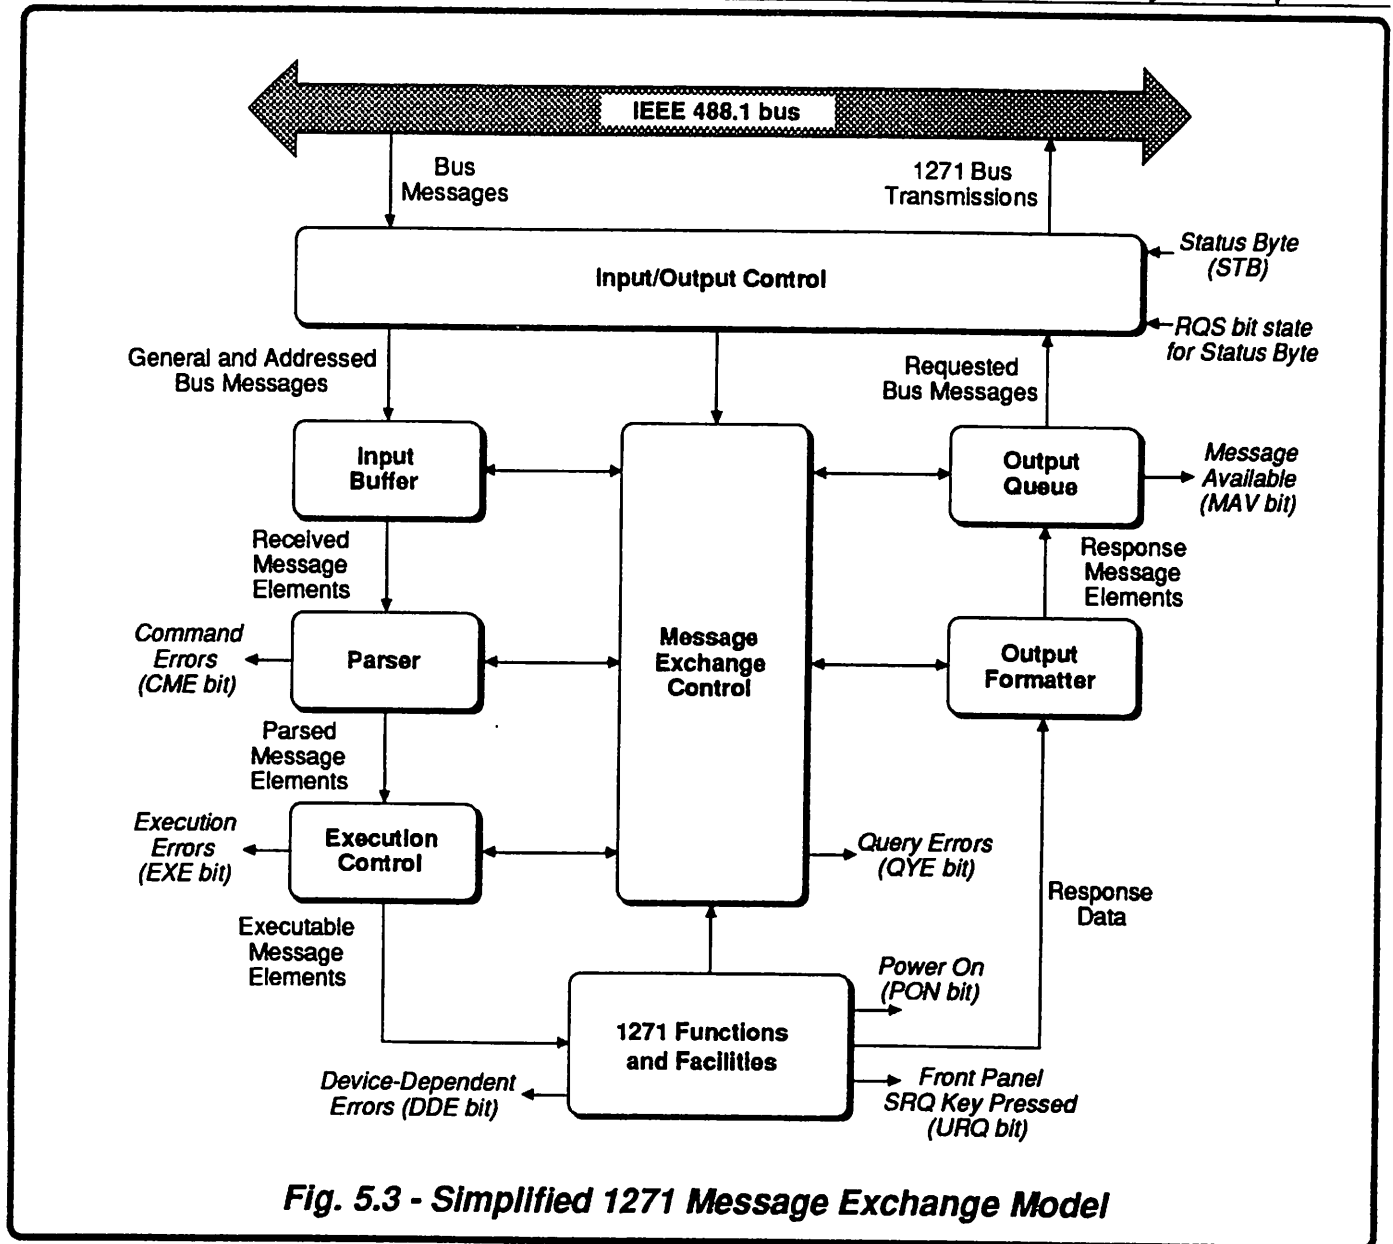 IEEE 488.1 bus
Bus
Messages
1271 Bus
Transmissions
Status Byte
(STB)
Input/Output Control
RQS bit state
for Status Byte
General and Addressed
Bus Messages
Requested
Bus Messages
Input
Buffer
Output
Queue
Message
Available
(MAV bit)
Received
Message
Elements
Response
Message
Elements
Command
Errors
(CME bit)
Parser
Message
Exchange
Control
Output
Formatter
Parsed
Message
Elements
Execution
Errors
(EXE bit)
Execution
Control
Query Errors
(QYE bit)
Response
Data
Executable
Message
Elements
Power On
(PON bit)
1271 Functions
and Facilities
Device-Dependent
Errors (DDE bit)
Front Panel
SRQ Key Pressed
(URQ bit)
Fig. 5.3 - Simplified 1271 Message Exchange Model